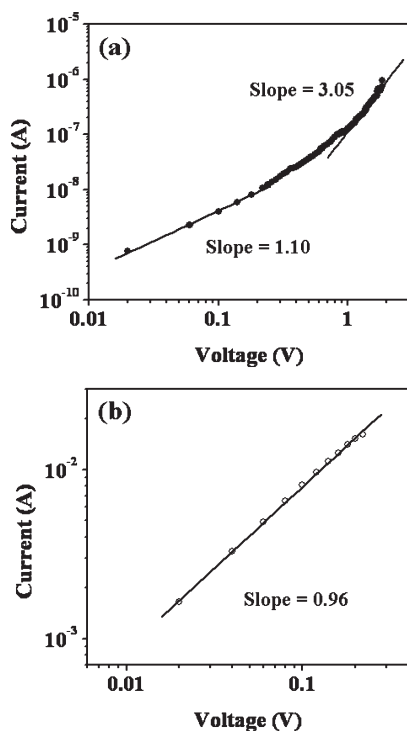 (a)
10⁻⁵
10⁻⁶
10⁻⁷
10⁻⁸
10⁻⁹
10⁻¹⁰
Current (A)
Slope = 3.05
Slope = 1.10
0.01
0.1
1
Voltage (V)
(b)
10⁻²
10⁻³
Current (A)
Slope = 0.96
0.01
0.1
Voltage (V)